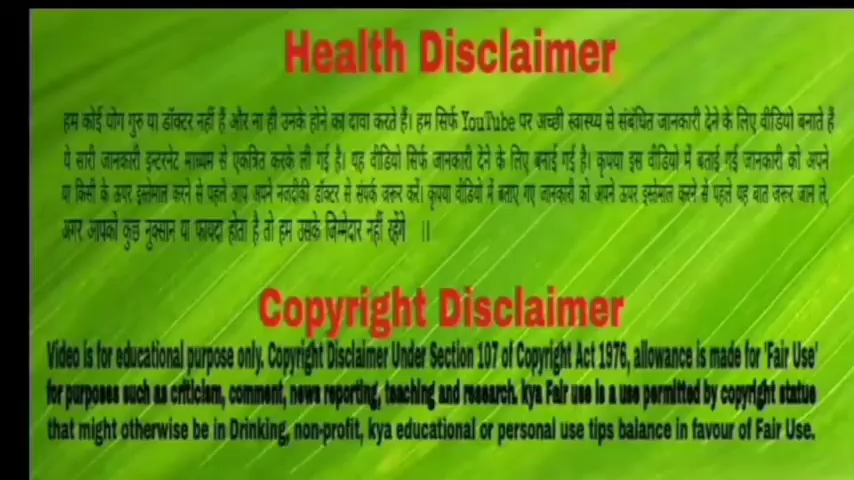 Health Disclaimer
हम कोई योग गुरु या डॉक्टर नहीं हैं और ना ही उनके होने का दावा करते हैं। हम सिर्फ YouTube पर अच्छी स्वास्थ्य से संबंधित जानकारी देने के लिए वीडियो बनाते हैं
ये सारी जानकारी इन्टरनेट माध्यम से एकत्रित करके ली गई है। यह वीडियो सिर्फ जानकारी देने के लिए बनाई गई है। कृपया इस वीडियो में बताई गई जानकारी को अपने
या किसी के ऊपर इस्तेमाल करने से पहले आप अपने नजदीकी डॉक्टर से संपर्क जरूर करें। कृपया वीडियो में बताए गए जानकारी को अपने ऊपर इस्तेमाल करने से पहले यह बात जरूर जान ले,
अगर आपको कुछ नुकसान या फायदा होता है तो हम उसके जिम्मेदार नहीं रहेंगे ।।
Copyright Disclaimer
Video is for educational purpose only. Copyright Disclaimer Under Section 107 of Copyright Act 1976, allowance is made for 'Fair Use'
for purposes such as criticism, comment, news reporting, teaching and research. kya Fair use is a use permitted by copyright statue
that might otherwise be in Drinking, non-profit, kya educational or personal use tips balance in favour of Fair Use.